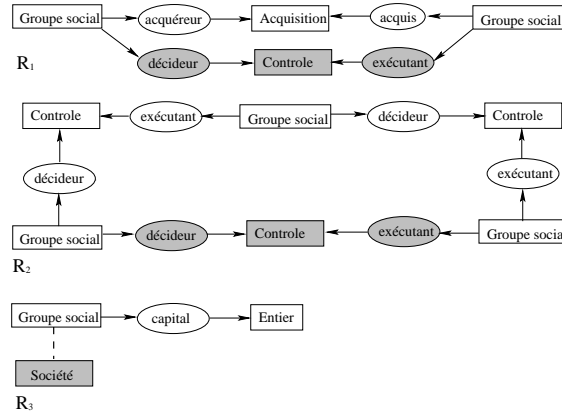 Groupe social acquéreur Acquisition acquis Groupe social
R1 décideur Controle exécutant
Controle exécutant Groupe social décideur Controle
décideur exécutant
Groupe social décideur Controle exécutant Groupe social
R2
Groupe social capital Entier
Société
R3